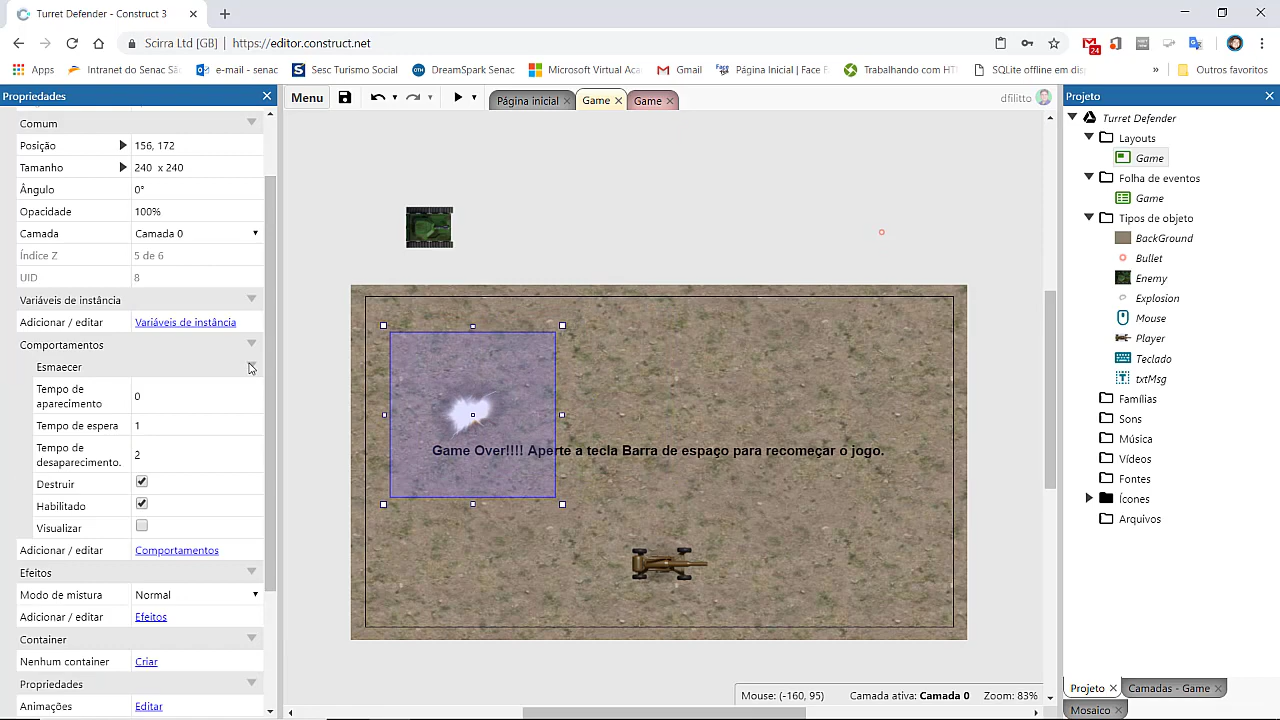 Turret Defender - Construct 3
Scirra Ltd [GB] https://editor.construct.net
24
Apps Intranet do Senac Sã e-mail - senac Sesc Turismo Social DreamSpark Senac Microsoft Virtual Aca Gmail Página Inicial | Face F Trabalhando com HT SQLite offline em dis » Outros favoritos
Propriedades
Menu
Página inicial Game Game
dfilitto
Projeto
Comum
Posição 156, 172
Tamanho 240 x 240
Ângulo 0°
Opacidade 100%
Camada Camada 0
Índice Z 5 de 6
UID 8
Variáveis de instância
Adicionar / editar Variáveis de instância
Comportamentos
Esmaecer
Tempo de
aparecimento 0
Tempo de espera 1
Tempo de
desaparecimento. 2
Destruir
Habilitado
Visualizar
Adicionar / editar Comportamentos
Efeitos
Modo de mistura Normal
Adicionar / editar Efeitos
Container
Nenhum container Criar
Propriedades
Animações Editar
Game Over!!!! Aperte a tecla Barra de espaço para recomeçar o jogo.
Mouse: (-160, 95) Camada ativa: Camada 0 Zoom: 83%
Turret Defender
Layouts
Game
Folha de eventos
Game
Tipos de objeto
BackGround
Bullet
Enemy
Explosion
Mouse
Player
Teclado
txtMsg
Famílias
Sons
Música
Vídeos
Fontes
Ícones
Arquivos
Projeto Camadas - Game
Mosaico